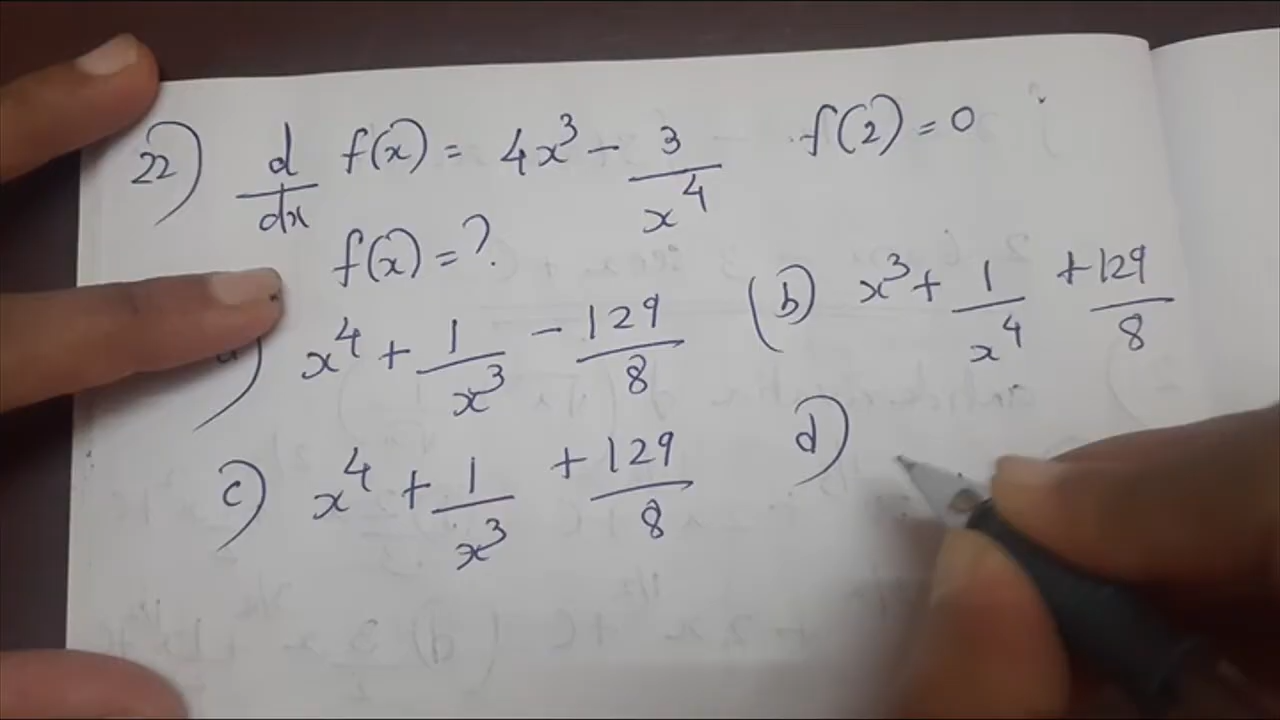 22) d/dx f(x) = 4x³ - 3/x⁴ f(2) = 0
f(x) = ?
a) x⁴ + 1/x³ - 129/8 (b) x³ + 1/x⁴ + 129/8
c) x⁴ + 1/x³ + 129/8 d)